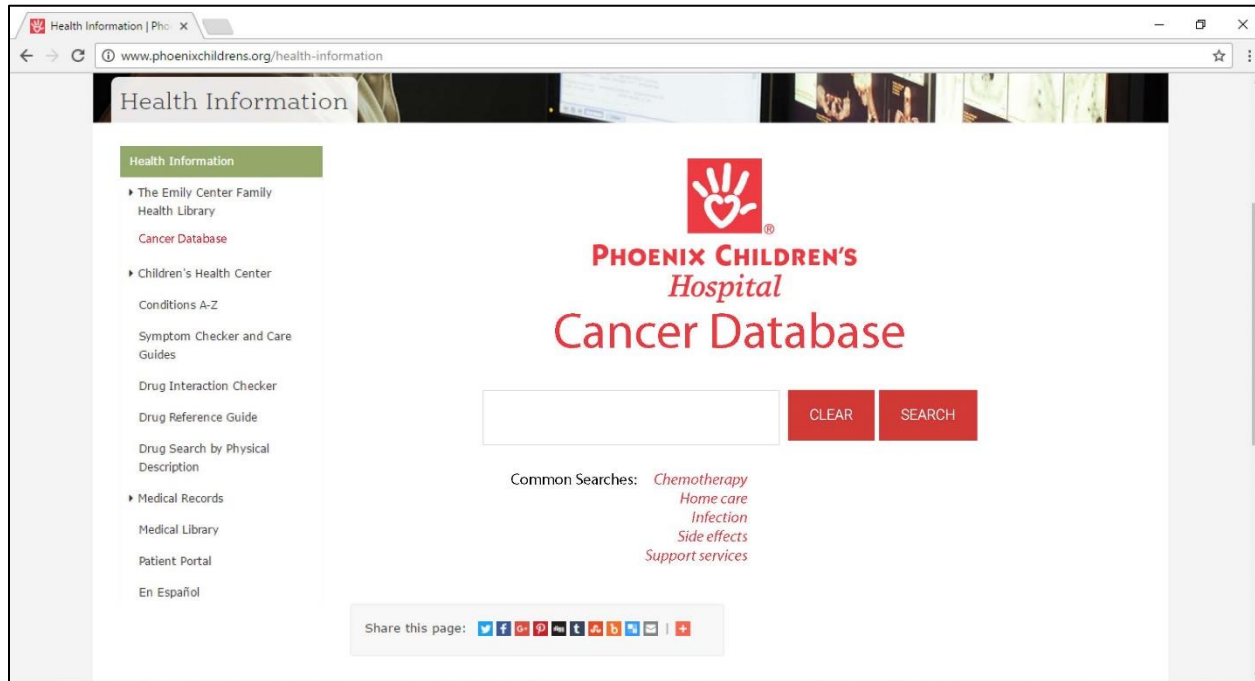 Health Information | Pho
www.phoenixchildrens.org/health-information
Health Information
Health Information
The Emily Center Family
Health Library
Cancer Database
Children's Health Center
Conditions A-Z
Symptom Checker and Care
Guides
Drug Interaction Checker
Drug Reference Guide
Drug Search by Physical
Description
Medical Records
Medical Library
Patient Portal
En Español
PHOENIX CHILDREN'S
Hospital
Cancer Database
CLEAR
SEARCH
Common Searches: Chemotherapy
Home care
Infection
Side effects
Support services
Share this page: